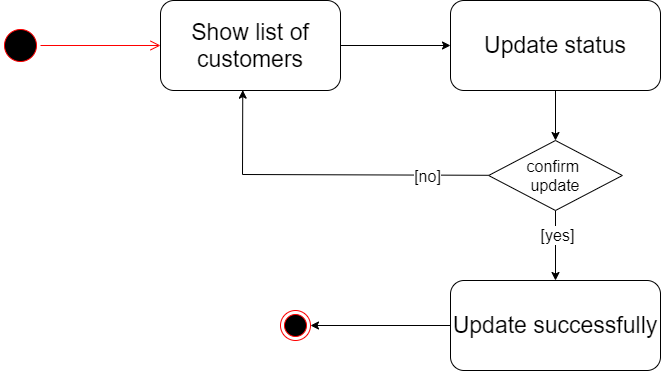 Show list of
customers
Update status
confirm
update
[no]
[yes]
Update successfully